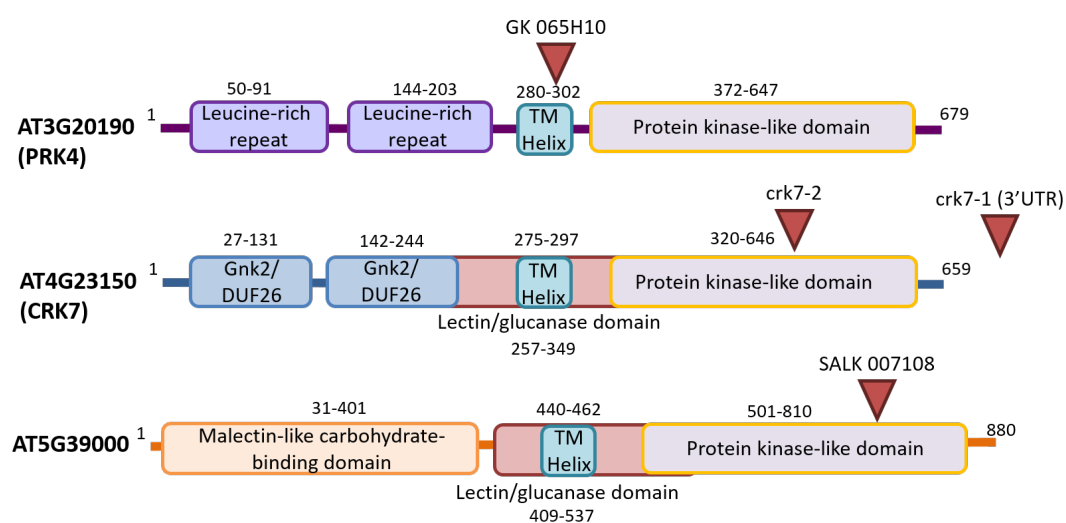 GK 065H10
50-91
144-203
280-302
372-647
AT3G20190
(PRK4)
1
Leucine-rich
repeat
Leucine-rich
repeat
TM
Helix
Protein kinase-like domain
679
crk7-2
crk7-1 (3’UTR)
27-131
142-244
275-297
320-646
AT4G23150
(CRK7)
1
Gnk2/
DUF26
Gnk2/
DUF26
TM
Helix
Protein kinase-like domain
659
Lectin/glucanase domain
257-349
SALK 007108
31-401
440-462
501-810
AT5G39000
1
Malectin-like carbohydrate-
binding domain
TM
Helix
Protein kinase-like domain
880
Lectin/glucanase domain
409-537